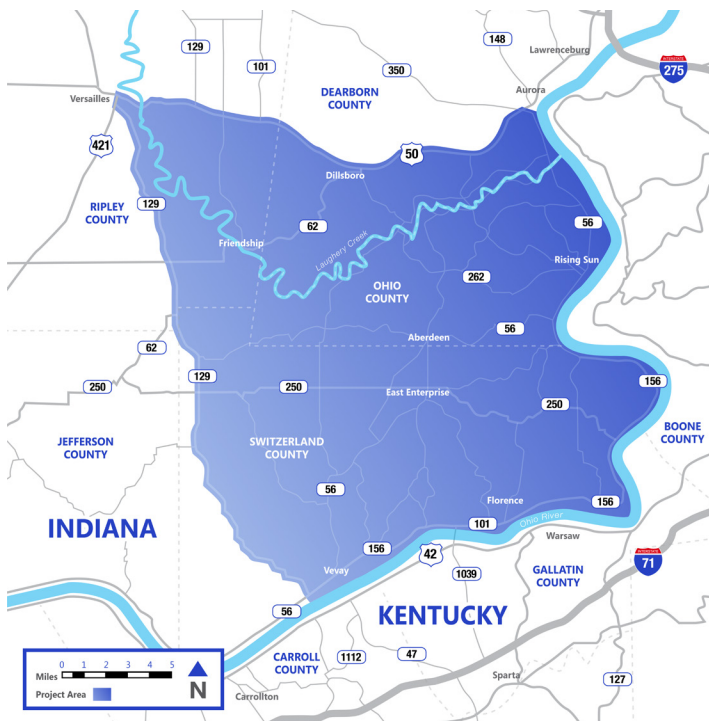 129
101
148
Lawrenceburg
INTERSTATE
275
350
DEARBORN
COUNTY
Versailles
Aurora
421
50
Dillsboro
RIPLEY
COUNTY
129
62
56
Friendship
Laughery Creek
Rising Sun
OHIO
COUNTY
262
56
Aberdeen
62
129
250
250
East Enterprise
156
250
BOONE
COUNTY
JEFFERSON
COUNTY
SWITZERLAND
COUNTY
56
Florence
156
INDIANA
101
Ohio River
Warsaw
156
42
INTERSTATE
71
Vevay
1039
GALLATIN
COUNTY
56
KENTUCKY
CARROLL
COUNTY
1112
47
Sparta
127
Carrollton
0 1 2 3 4 5
Miles
N
Project Area